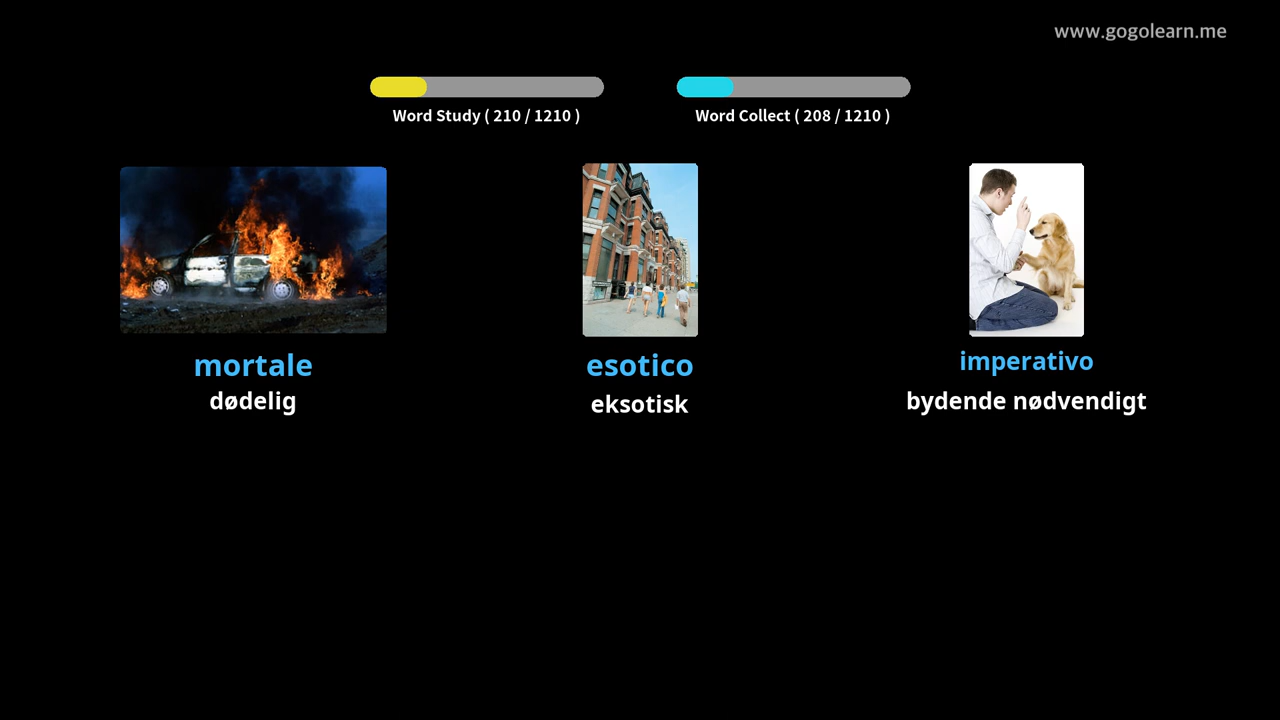 www.gogolearn.me
Word Study ( 210 / 1210 )
Word Collect ( 208 / 1210 )
mortale
dødelig
esotico
eksotisk
imperativo
bydende nødvendigt